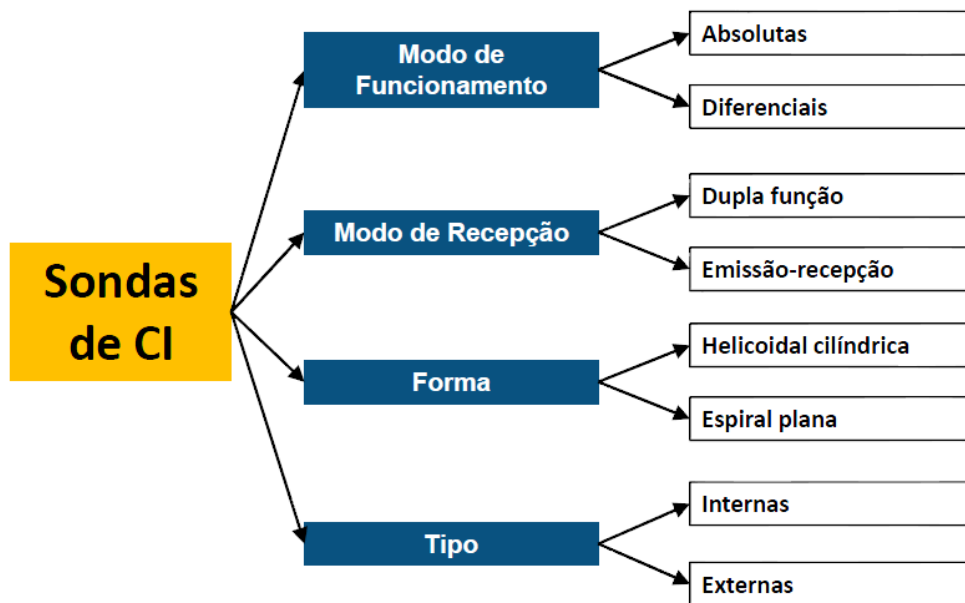 Sondas
de CI
Modo de
Funcionamento
Absolutas
Diferenciais
Modo de Recepção
Dupla função
Emissão-recepção
Forma
Helicoidal cilíndrica
Espiral plana
Tipo
Internas
Externas